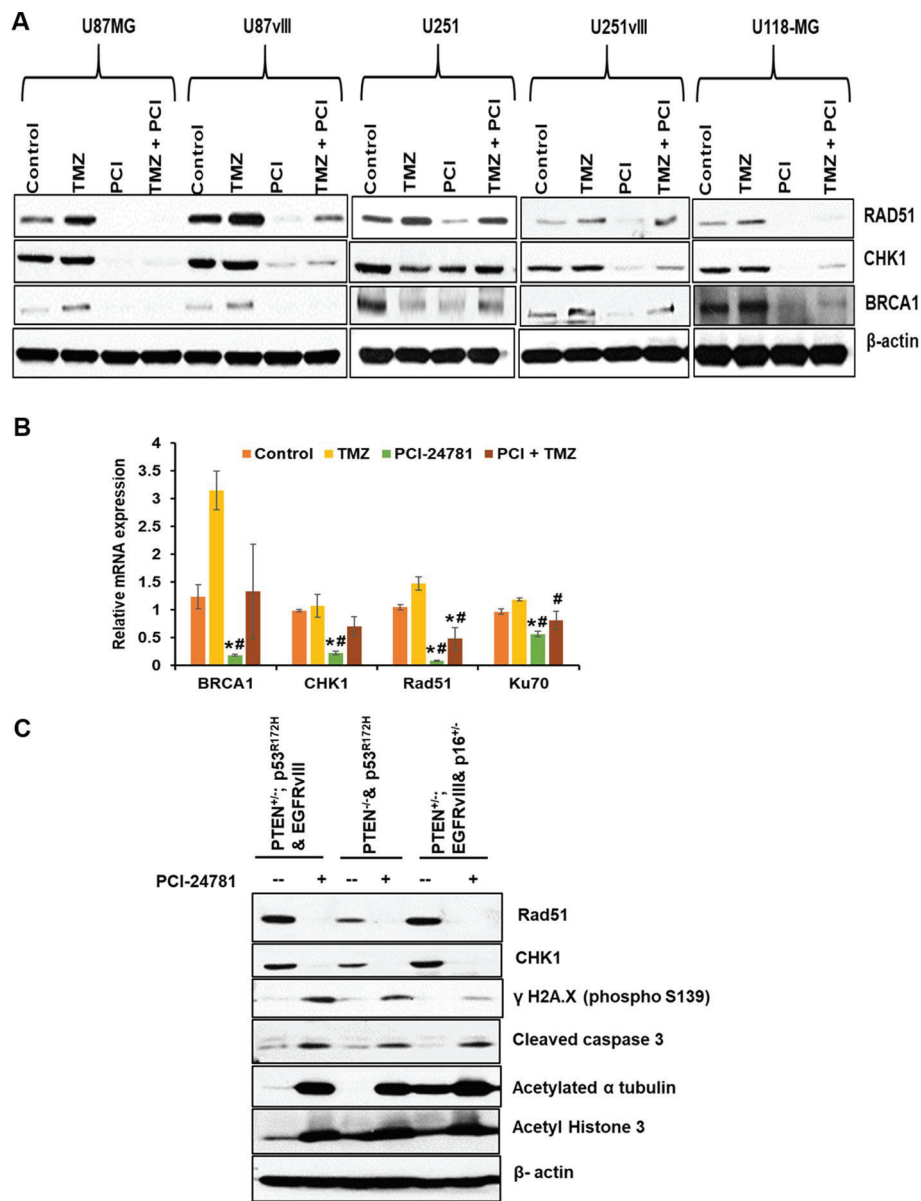 A
U87MG U87vIII U251 U251vIII U118-MG
Control TMZ PCI TMZ + PCI Control TMZ PCI TMZ + PCI Control TMZ PCI TMZ + PCI Control TMZ PCI TMZ + PCI Control TMZ PCI TMZ + PCI
RAD51
CHK1
BRCA1
β-actin
B
Control TMZ PCI-24781 PCI + TMZ
Relative mRNA expression
4
3.5
3
2.5
2
1.5
1
0.5
0
*# *# *# *# *# #
BRCA1 CHK1 Rad51 Ku70
C
PTEN+/-; p53R172H
& EGFRvIII
PTEN-/-& p53R172H
PTEN+/-;
EGFRvIII& p16+/-
PCI-24781 -- + -- + -- +
Rad51
CHK1
γ H2A.X (phospho S139)
Cleaved caspase 3
Acetylated α tubulin
Acetyl Histone 3
β- actin